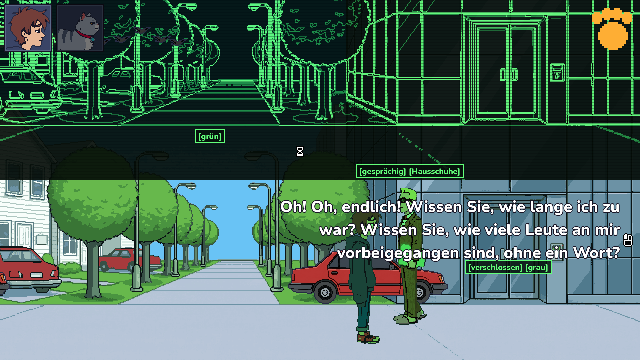 [grün]
[gesprächig] [Hausschuhe]
Oh! Oh, endlich! Wissen Sie, wie lange ich zu
war? Wissen Sie, wie viele Leute an mir
vorbeigegangen sind, ohne ein Wort?
[verschlossen] [grau]